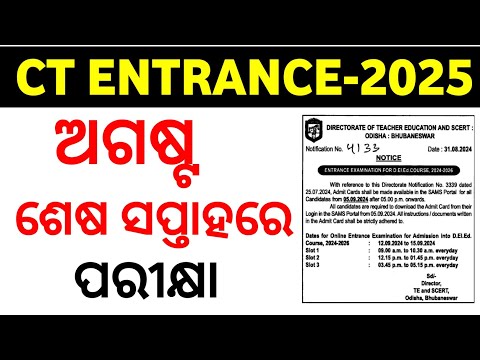 CT ENTRANCE-2025
ଅଗଷ୍ଟ
ଶେଷ ସପ୍ତାହରେ
ପରୀକ୍ଷା
DIRECTORATE OF TEACHER EDUCATION AND SCERT :
ODISHA : BHUBANESWAR
Notification No. 4133 Date : 31.08.2024
NOTICE
ENTRANCE EXAMINATION FOR D.El.Ed COURSE, 2024-2026
With reference to this Directorate Notification No. 3339 dated
25.07.2024, Admit Cards shall be made available in the SAMS Portal for all
Candidates from 05.09.2024 after 05.00 p.m. onwards.
All candidates are required to download the Admit Card from their
Login in the SAMS Portal from 05.09.2024. All instructions / documents written
in the Admit Card shall be strictly adhered to.
Dates for Online Entrance Examination for Admission into D.El.Ed.
Course, 2024-2026 : 12.09.2024 to 15.09.2024
Slot 1 : 09.00 a.m. to 10.30 a.m. everyday
Slot 2 : 12.15 p.m. to 01.45 p.m. everyday
Slot 3 : 03.45 p.m. to 05.15 p.m. everyday
Sd/-
Director,
TE and SCERT,
Odisha, Bhubaneswar